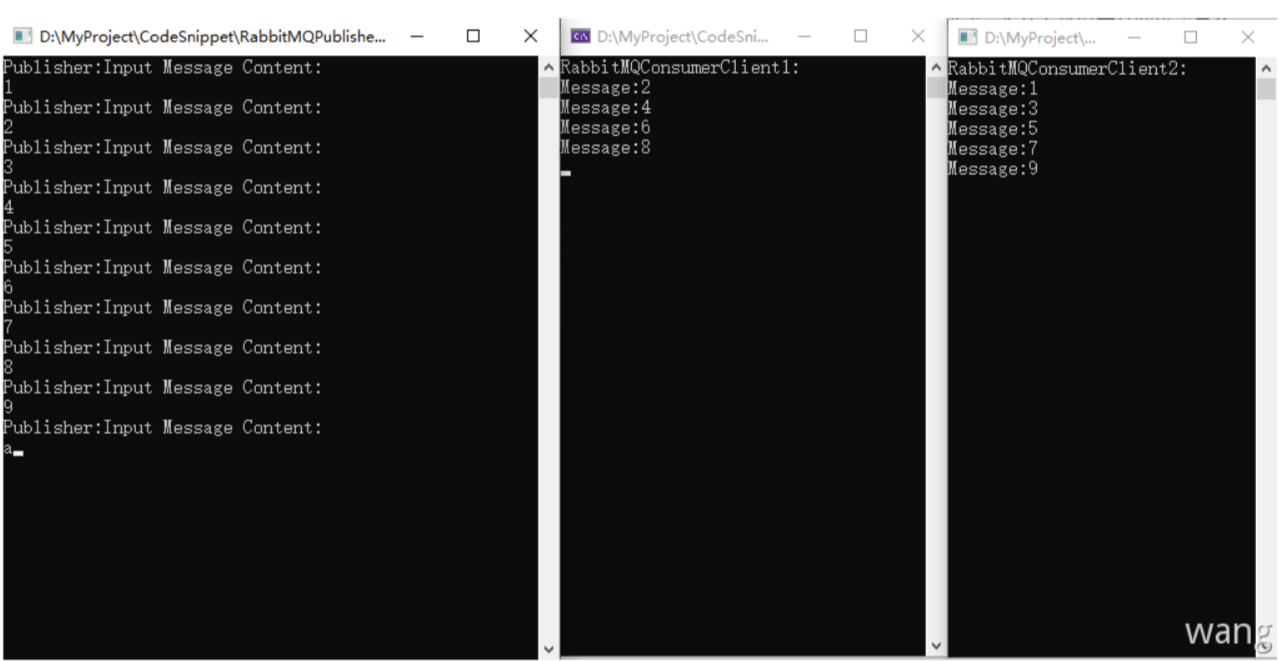 D:\MyProject\CodeSnippet\RabbitMQPublishe...
Publisher:Input Message Content:
1
Publisher:Input Message Content:
2
Publisher:Input Message Content:
3
Publisher:Input Message Content:
4
Publisher:Input Message Content:
5
Publisher:Input Message Content:
6
Publisher:Input Message Content:
7
Publisher:Input Message Content:
8
Publisher:Input Message Content:
9
Publisher:Input Message Content:
a
D:\MyProject\CodeSni...
RabbitMQConsumerClient1:
Message:2
Message:4
Message:6
Message:8
D:\MyProject\...
RabbitMQConsumerClient2:
Message:1
Message:3
Message:5
Message:7
Message:9
wang